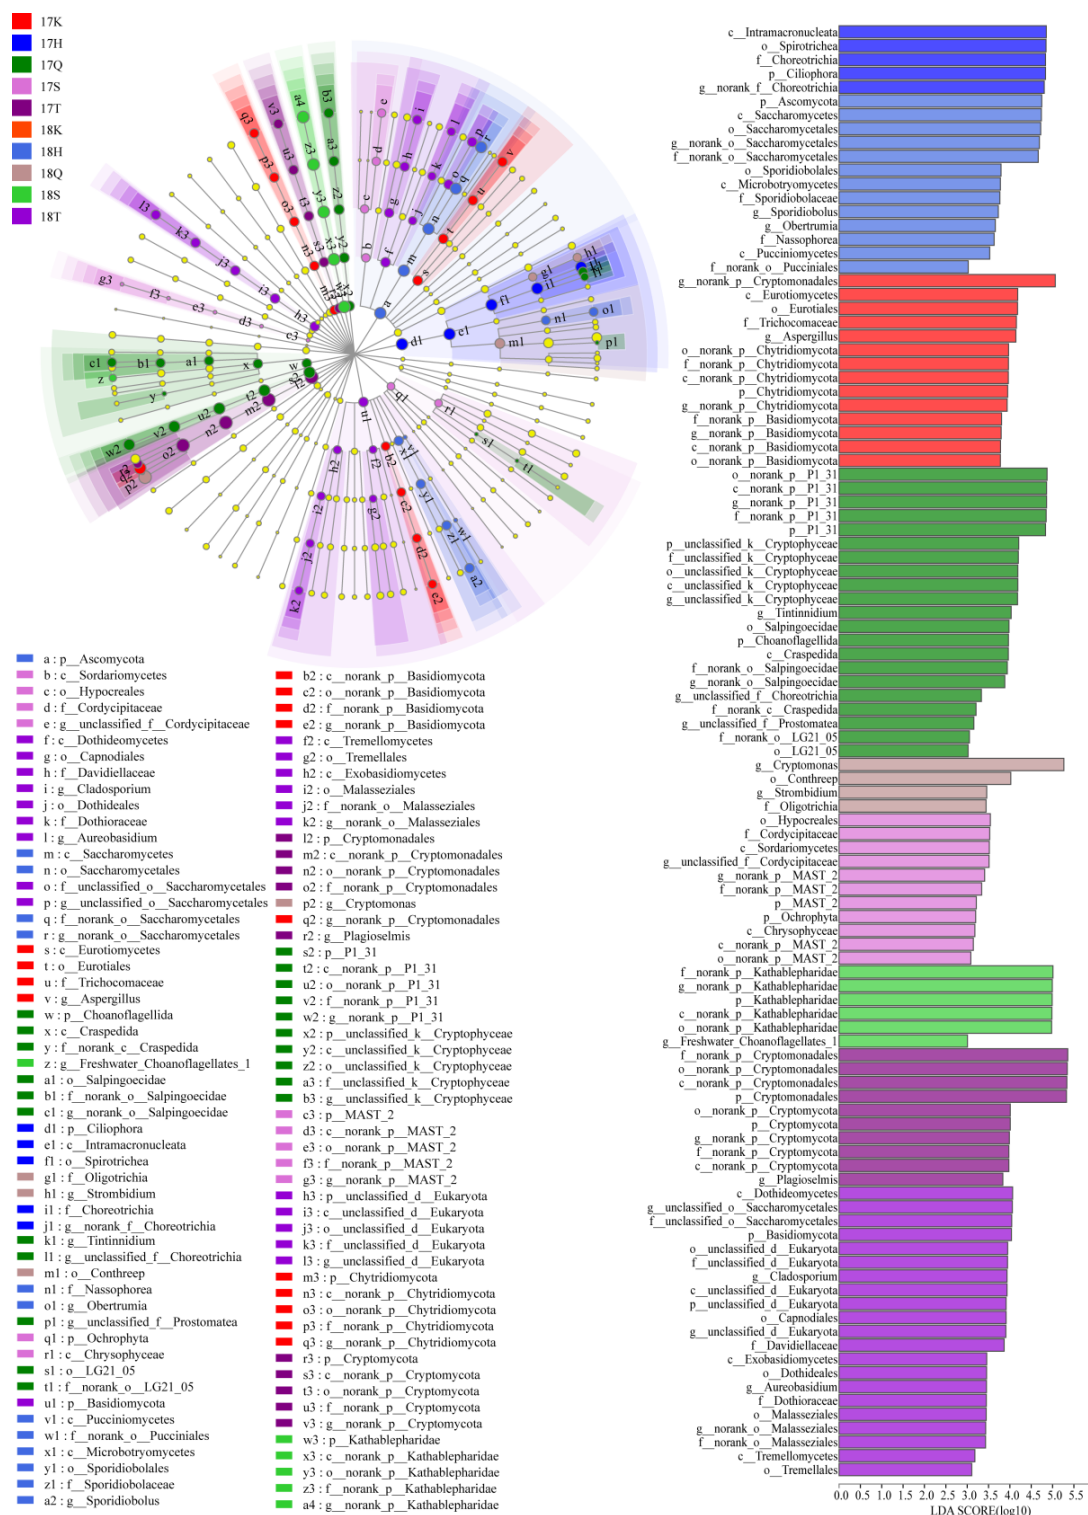 17K
17H
17Q
17S
17T
18K
18H
18Q
18S
18T
a : p__Ascomycota
b : c__Sordariomycetes
c : o__Hypocreales
d : f__Cordycipitaceae
e : g__unclassified_f__Cordycipitaceae
f : c__Dothideomycetes
g : o__Capnodiales
h : f__Davidiellaceae
i : g__Cladosporium
j : o__Dothideales
k : f__Dothioraceae
l : g__Aureobasidium
m : c__Saccharomycetes
n : o__Saccharomycetales
o : f__unclassified_o__Saccharomycetales
p : g__unclassified_o__Saccharomycetales
q : f__norank_o__Saccharomycetales
r : g__norank_o__Saccharomycetales
s : c__Eurotiomycetes
t : o__Eurotiales
u : f__Trichocomaceae
v : g__Aspergillus
w : p__Choanoflagellida
x : c__Craspedida
y : f__norank_c__Craspedida
z : g__Freshwater_Choanoflagellates_1
a1 : o__Salpingoecidae
b1 : f__norank_o__Salpingoecidae
c1 : g__norank_o__Salpingoecidae
d1 : p__Ciliophora
e1 : c__Intramacronucleata
f1 : o__Spirotrichea
g1 : f__Oligotrichia
h1 : g__Strombidium
i1 : f__Choreotrichia
j1 : g__norank_f__Choreotrichia
k1 : g__Tintinnidium
l1 : g__unclassified_f__Choreotrichia
m1 : o__Conthreep
n1 : f__Nassophorea
o1 : g__Obertrumia
p1 : g__unclassified_f__Prostomatea
q1 : p__Ochrophyta
r1 : c__Chrysophyceae
s1 : o__LG21_05
t1 : f__norank_o__LG21_05
u1 : p__Basidiomycota
v1 : c__Pucciniomycetes
w1 : f__norank_o__Pucciniales
x1 : c__Microbotryomycetes
y1 : o__Sporidiobolales
z1 : f__Sporidiobolaceae
a2 : g__Sporidiobolus
b2 : c__norank_p__Basidiomycota
c2 : o__norank_p__Basidiomycota
d2 : f__norank_p__Basidiomycota
e2 : g__norank_p__Basidiomycota
f2 : c__Tremellomycetes
g2 : o__Tremellales
h2 : c__Exobasidiomycetes
i2 : o__Malasseziales
j2 : f__norank_o__Malasseziales
k2 : g__norank_o__Malasseziales
l2 : p__Cryptomonadales
m2 : c__norank_p__Cryptomonadales
n2 : o__norank_p__Cryptomonadales
o2 : f__norank_p__Cryptomonadales
p2 : g__Cryptomonas
q2 : g__norank_p__Cryptomonadales
r2 : g__Plagioselmis
s2 : p__P1_31
t2 : c__norank_p__P1_31
u2 : o__norank_p__P1_31
v2 : f__norank_p__P1_31
w2 : g__norank_p__P1_31
x2 : p__unclassified_k__Cryptophyceae
y2 : c__unclassified_k__Cryptophyceae
z2 : o__unclassified_k__Cryptophyceae
a3 : f__unclassified_k__Cryptophyceae
b3 : g__unclassified_k__Cryptophyceae
c3 : p__MAST_2
d3 : c__norank_p__MAST_2
e3 : o__norank_p__MAST_2
f3 : f__norank_p__MAST_2
g3 : g__norank_p__MAST_2
h3 : p__unclassified_d__Eukaryota
i3 : c__unclassified_d__Eukaryota
j3 : o__unclassified_d__Eukaryota
k3 : f__unclassified_d__Eukaryota
l3 : g__unclassified_d__Eukaryota
m3 : p__Chytridiomycota
n3 : c__norank_p__Chytridiomycota
o3 : o__norank_p__Chytridiomycota
p3 : f__norank_p__Chytridiomycota
q3 : g__norank_p__Chytridiomycota
r3 : p__Cryptomycota
s3 : c__norank_p__Cryptomycota
t3 : o__norank_p__Cryptomycota
u3 : f__norank_p__Cryptomycota
v3 : g__norank_p__Cryptomycota
w3 : p__Kathablepharidae
x3 : c__norank_p__Kathablepharidae
y3 : o__norank_p__Kathablepharidae
z3 : f__norank_p__Kathablepharidae
a4 : g__norank_p__Kathablepharidae
c__Intramacronucleata
o__Spirotrichea
f__Choreotrichia
p__Ciliophora
g__norank_f__Choreotrichia
p__Ascomycota
c__Saccharomycetes
o__Saccharomycetales
g__norank_o__Saccharomycetales
f__norank_o__Saccharomycetales
o__Sporidiobolales
c__Microbotryomycetes
f__Sporidiobolaceae
g__Sporidiobolus
g__Obertrumia
f__Nassophorea
c__Pucciniomycetes
f__norank_o__Pucciniales
g__norank_p__Cryptomonadales
c__Eurotiomycetes
o__Eurotiales
f__Trichocomaceae
g__Aspergillus
o__norank_p__Chytridiomycota
f__norank_p__Chytridiomycota
c__norank_p__Chytridiomycota
p__Chytridiomycota
g__norank_p__Chytridiomycota
f__norank_p__Basidiomycota
g__norank_p__Basidiomycota
c__norank_p__Basidiomycota
o__norank_p__Basidiomycota
o__norank_p__P1_31
c__norank_p__P1_31
g__norank_p__P1_31
f__norank_p__P1_31
p__P1_31
p__unclassified_k__Cryptophyceae
f__unclassified_k__Cryptophyceae
o__unclassified_k__Cryptophyceae
c__unclassified_k__Cryptophyceae
g__unclassified_k__Cryptophyceae
g__Tintinnidium
o__Salpingoecidae
p__Choanoflagellida
c__Craspedida
f__norank_o__Salpingoecidae
g__norank_o__Salpingoecidae
g__unclassified_f__Choreotrichia
f__norank_c__Craspedida
g__unclassified_f__Prostomatea
f__norank_o__LG21_05
o__LG21_05
g__Cryptomonas
o__Conthreep
g__Strombidium
f__Oligotrichia
o__Hypocreales
f__Cordycipitaceae
c__Sordariomycetes
g__unclassified_f__Cordycipitaceae
g__norank_p__MAST_2
f__norank_p__MAST_2
p__MAST_2
p__Ochrophyta
c__Chrysophyceae
c__norank_p__MAST_2
o__norank_p__MAST_2
f__norank_p__Kathablepharidae
g__norank_p__Kathablepharidae
p__Kathablepharidae
c__norank_p__Kathablepharidae
o__norank_p__Kathablepharidae
g__Freshwater_Choanoflagellates_1
f__norank_p__Cryptomonadales
o__norank_p__Cryptomonadales
c__norank_p__Cryptomonadales
p__Cryptomonadales
o__norank_p__Cryptomycota
p__Cryptomycota
g__norank_p__Cryptomycota
f__norank_p__Cryptomycota
c__norank_p__Cryptomycota
g__Plagioselmis
c__Dothideomycetes
g__unclassified_o__Saccharomycetales
f__unclassified_o__Saccharomycetales
p__Basidiomycota
o__unclassified_d__Eukaryota
f__unclassified_d__Eukaryota
g__Cladosporium
c__unclassified_d__Eukaryota
p__unclassified_d__Eukaryota
o__Capnodiales
g__unclassified_d__Eukaryota
f__Davidiellaceae
c__Exobasidiomycetes
o__Dothideales
g__Aureobasidium
f__Dothioraceae
o__Malasseziales
g__norank_o__Malasseziales
f__norank_o__Malasseziales
c__Tremellomycetes
o__Tremellales
0.0 0.5 1.0 1.5 2.0 2.5 3.0 3.5 4.0 4.5 5.0 5.5
LDA SCORE(log10)